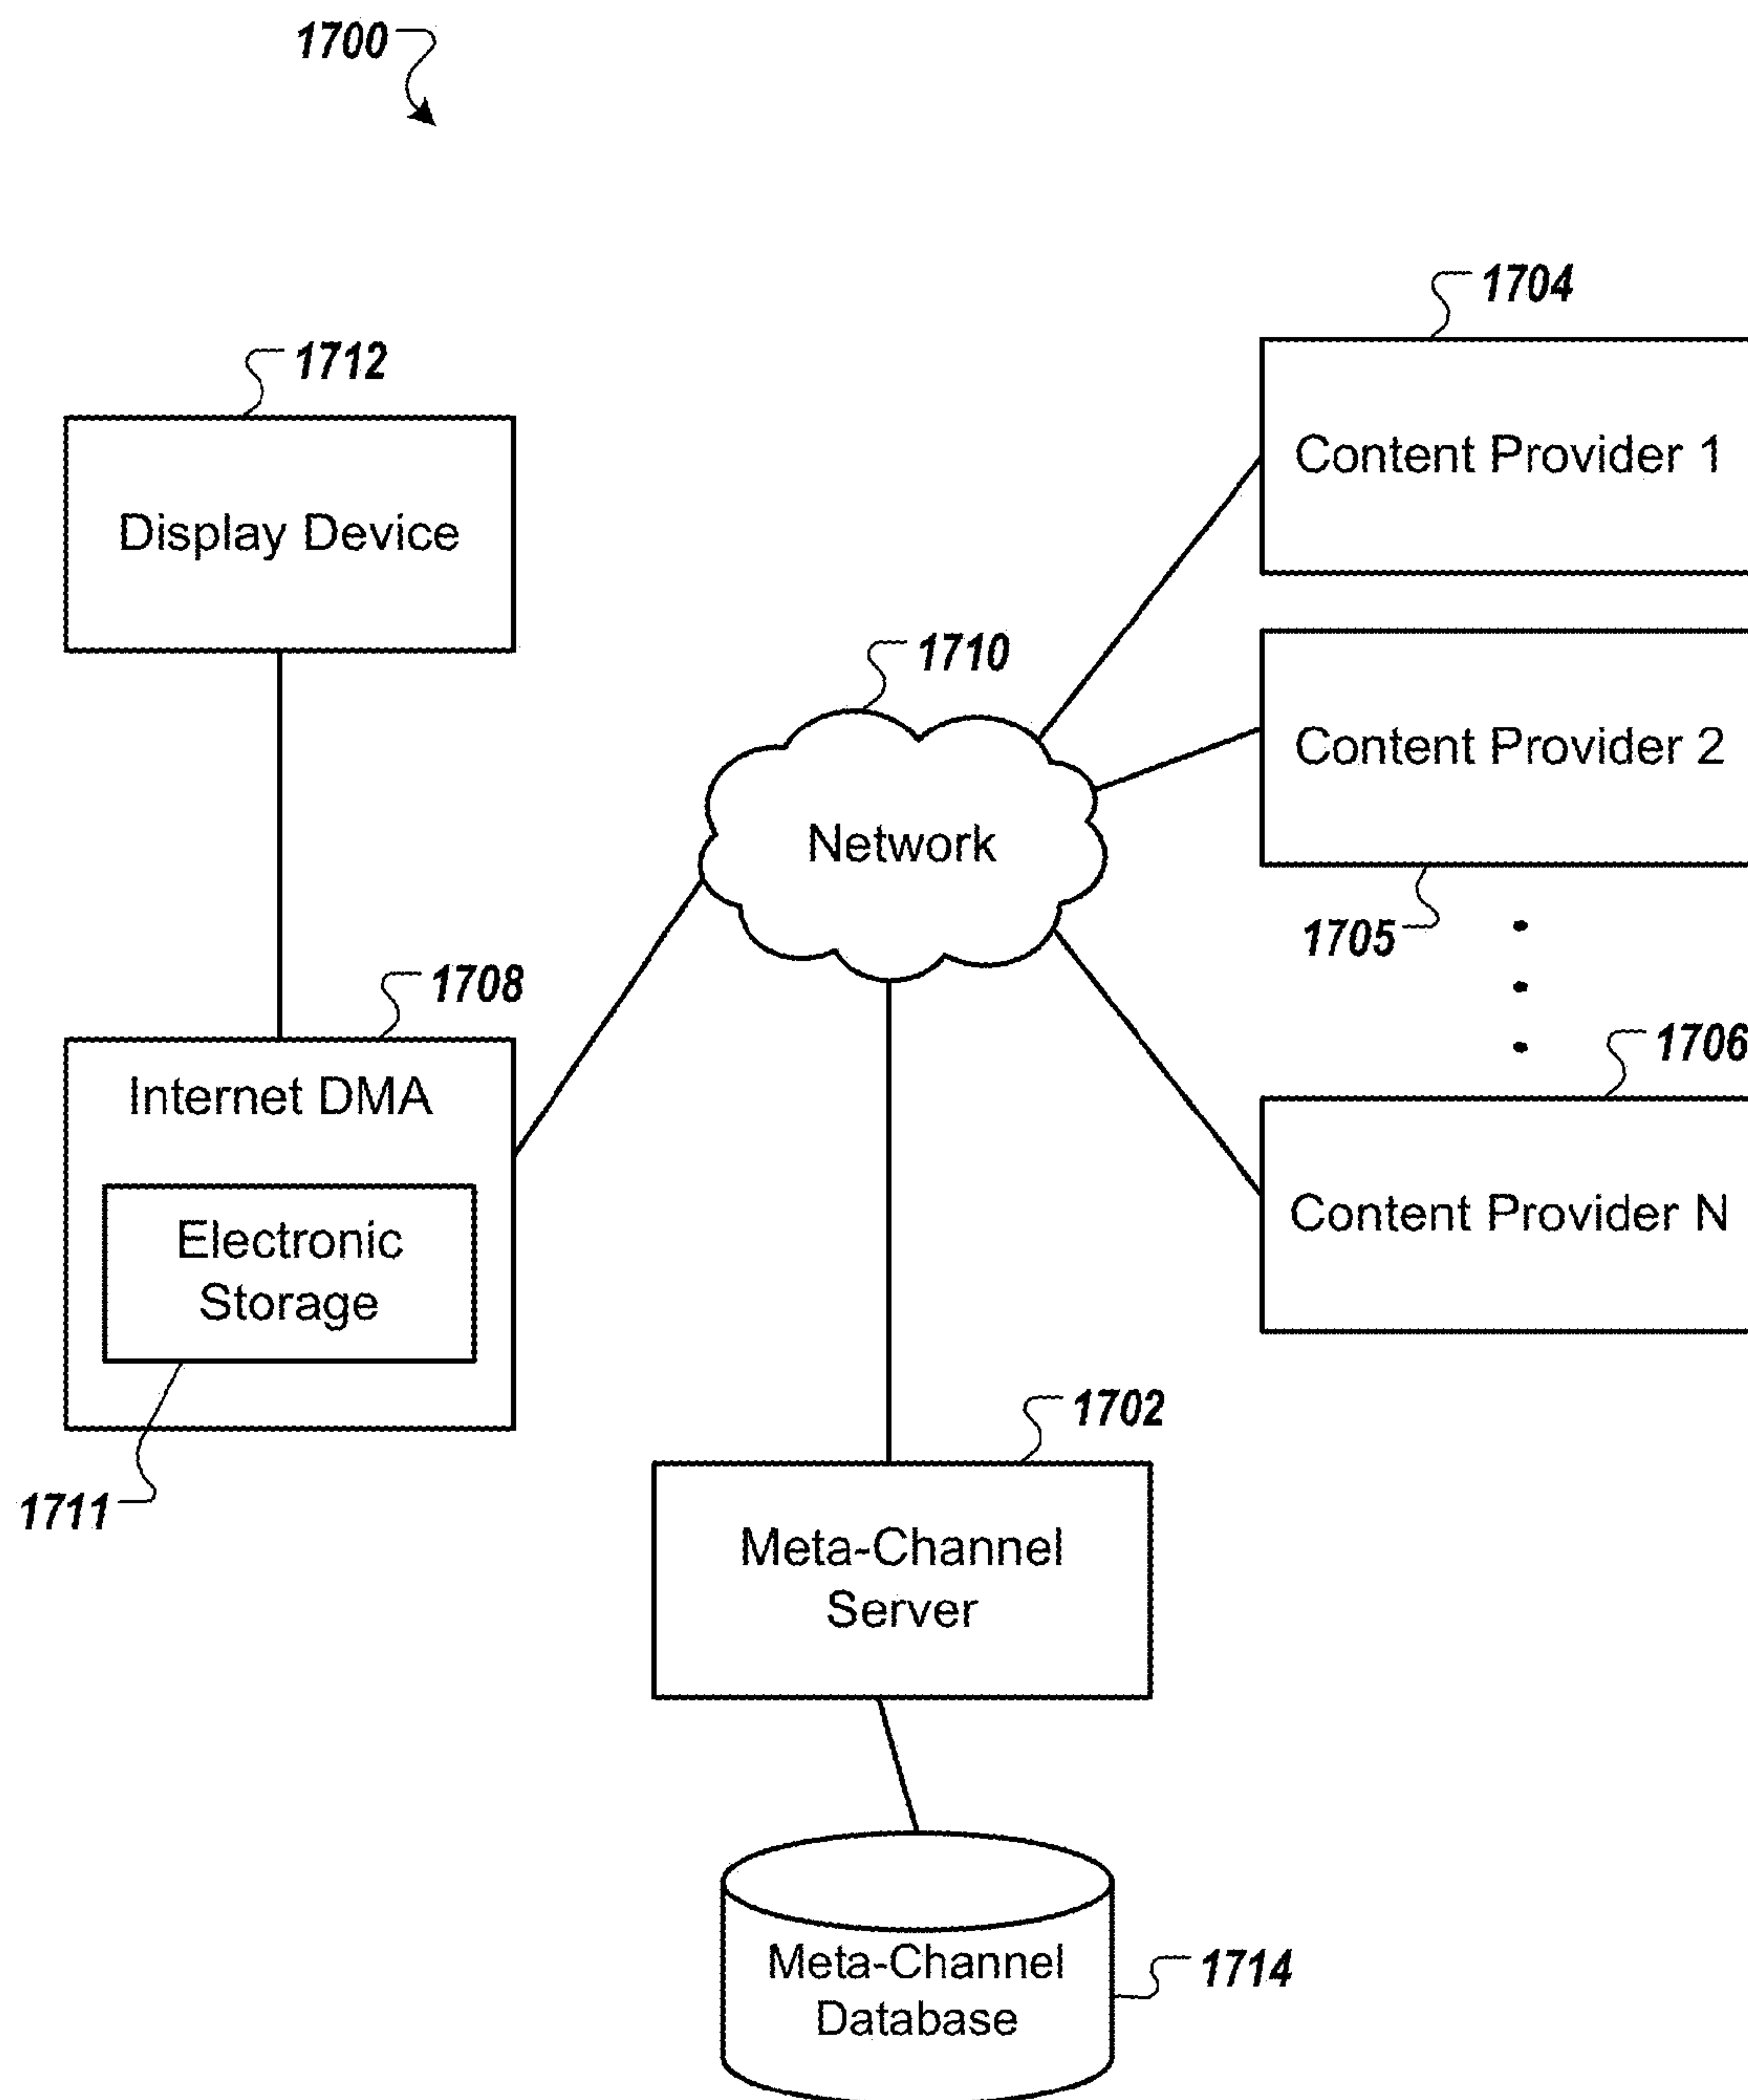 1700
1704
1712
Content Provider 1
Display Device
1710
Content Provider 2
Network
1705
1708
1706
Internet DMA
Content Provider N
Electronic
Storage
1702
1711
Meta-Channel
Server
Meta-Channel
Database
1714